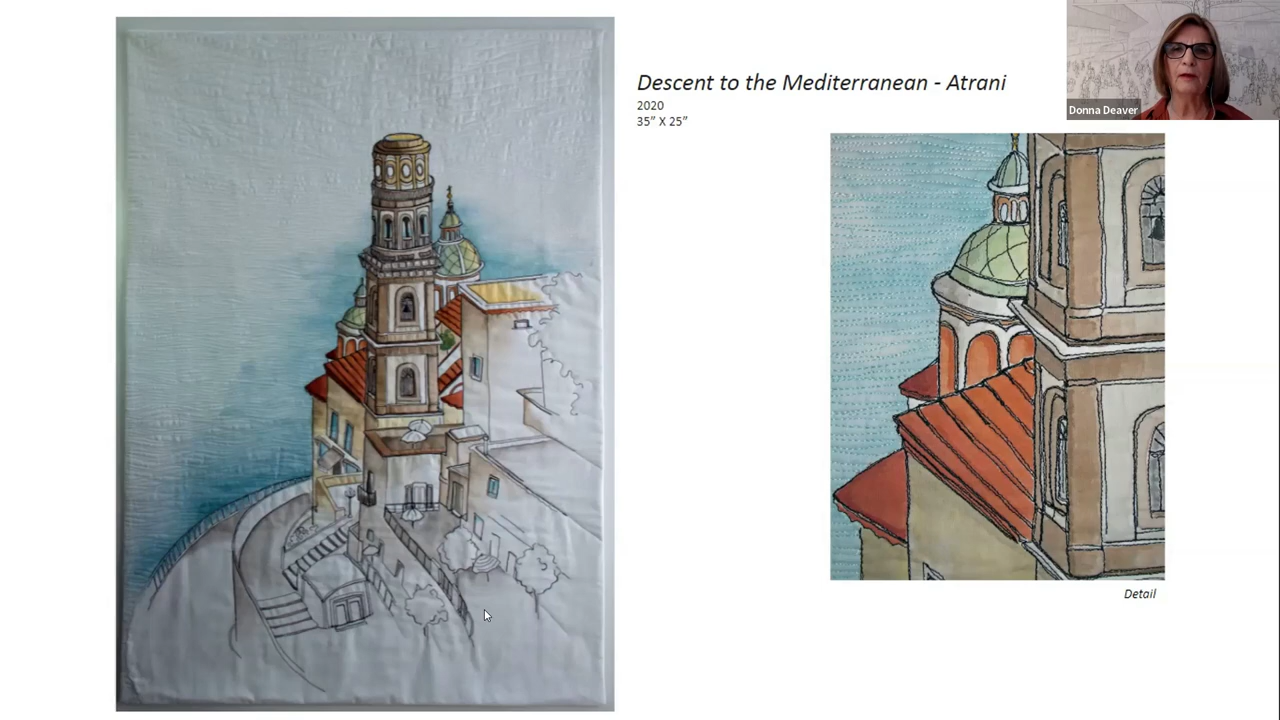 Descent to the Mediterranean - Atrani
2020
35” X 25”
Donna Deaver
Detail